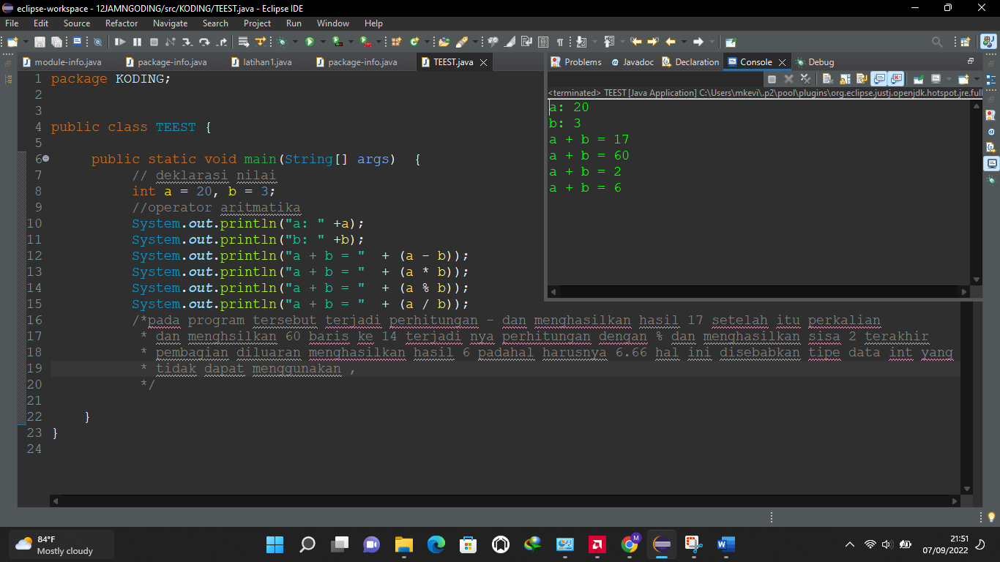 eclipse-workspace - 12JAMNGODING/src/KODING/TEEST.java - Eclipse IDE
File Edit Source Refactor Navigate Search Project Run Window Help
module-info.java package-info.java latihan1.java package-info.java TEEST.java
1 package KODING;
2
3
4 public class TEEST {
5
6 public static void main(String[] args) {
7 // deklarasi nilai
8 int a = 20, b = 3;
9 //operator aritmatika
10 System.out.println("a: " +a);
11 System.out.println("b: " +b);
12 System.out.println("a + b = " + (a - b));
13 System.out.println("a + b = " + (a * b));
14 System.out.println("a + b = " + (a % b));
15 System.out.println("a + b = " + (a / b));
16 /*pada program tersebut terjadi perhitungan - dan menghasilkan hasil 17 setelah itu perkalian
17 * dan menghsilkan 60 baris ke 14 terjadi nya perhitungan dengan % dan menghasilkan sisa 2 terakhir
18 * pembagian diluaran menghasilkan hasil 6 padahal harusnya 6.66 hal ini disebabkan tipe data int yang
19 * tidak dapat menggunakan ,
20 */
21
22 }
23 }
24
Problems @ Javadoc Declaration Console Debug
<terminated> TEEST [Java Application] C:\Users\mkevi\.p2\pool\plugins\org.eclipse.justj.openjdk.hotspot.jre.full
a: 20
b: 3
a + b = 17
a + b = 60
a + b = 2
a + b = 6
84°F
Mostly cloudy
M
21:51
07/09/2022